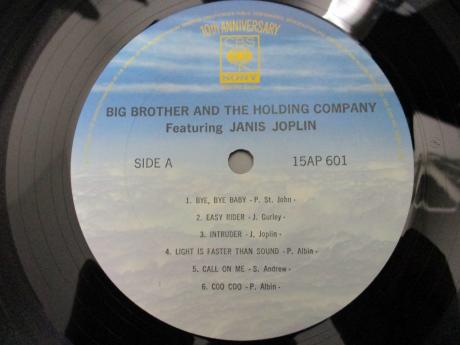 10th ANNIVERSARY
CBS
SONY
BIG BROTHER AND THE HOLDING COMPANY
Featuring JANIS JOPLIN
SIDE A
15AP 601
1. BYE, BYE BABY - P. St. John -
2. EASY RIDER - J. Gurley -
3. INTRUDER - J. Joplin -
4. LIGHT IS FASTER THAN SOUND - P. Albin -
5. CALL ON ME - S. Andrew -
6. COO COO - P. Albin -